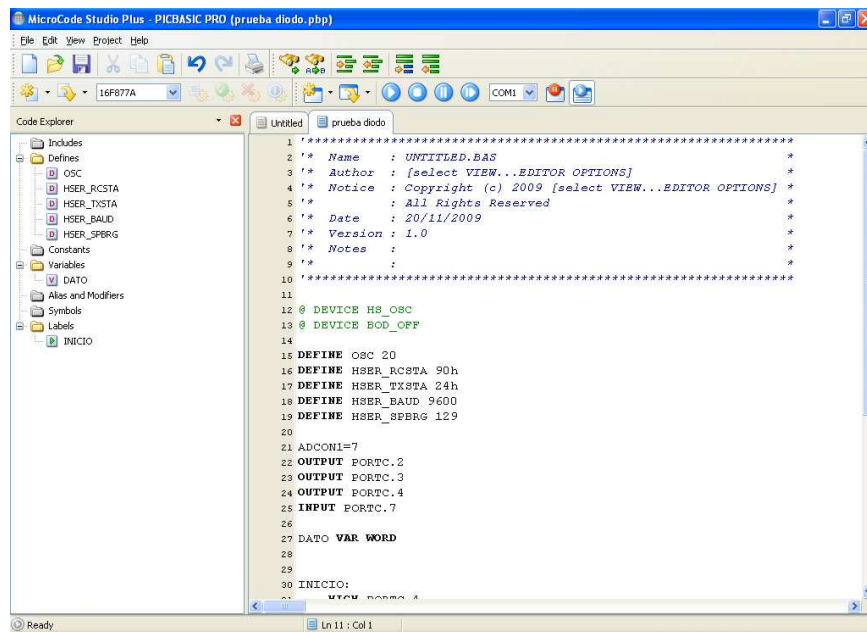 MicroCode Studio Plus - PICBASIC PRO (prueba diodo.pbp)
File Edit View Project Help
16F877A
COM1
Code Explorer
Includes
Defines
OSC
HSER_RCSTA
HSER_TXSTA
HSER_BAUD
HSER_SPBRG
Constants
Variables
DATO
Alias and Modifiers
Symbols
Labels
INICIO
Untitled
prueba diodo
1 '****************************************************************
2 '*  Name    : UNTITLED.BAS                                      *
3 '*  Author  : [select VIEW...EDITOR OPTIONS]                    *
4 '*  Notice  : Copyright (c) 2009 [select VIEW...EDITOR OPTIONS] *
5 '*          : All Rights Reserved                               *
6 '*  Date    : 20/11/2009                                        *
7 '*  Version : 1.0                                               *
8 '*  Notes   :                                                   *
9 '*          :                                                   *
10 '****************************************************************
11
12 @ DEVICE HS_OSC
13 @ DEVICE BOD_OFF
14
15 DEFINE OSC 20
16 DEFINE HSER_RCSTA 90h
17 DEFINE HSER_TXSTA 24h
18 DEFINE HSER_BAUD 9600
19 DEFINE HSER_SPBRG 129
20
21 ADCON1=7
22 OUTPUT PORTC.2
23 OUTPUT PORTC.3
24 OUTPUT PORTC.4
25 INPUT PORTC.7
26
27 DATO VAR WORD
28
29
30 INICIO:
31 HIGH PORTC.4
Ready
Ln 11 : Col 1